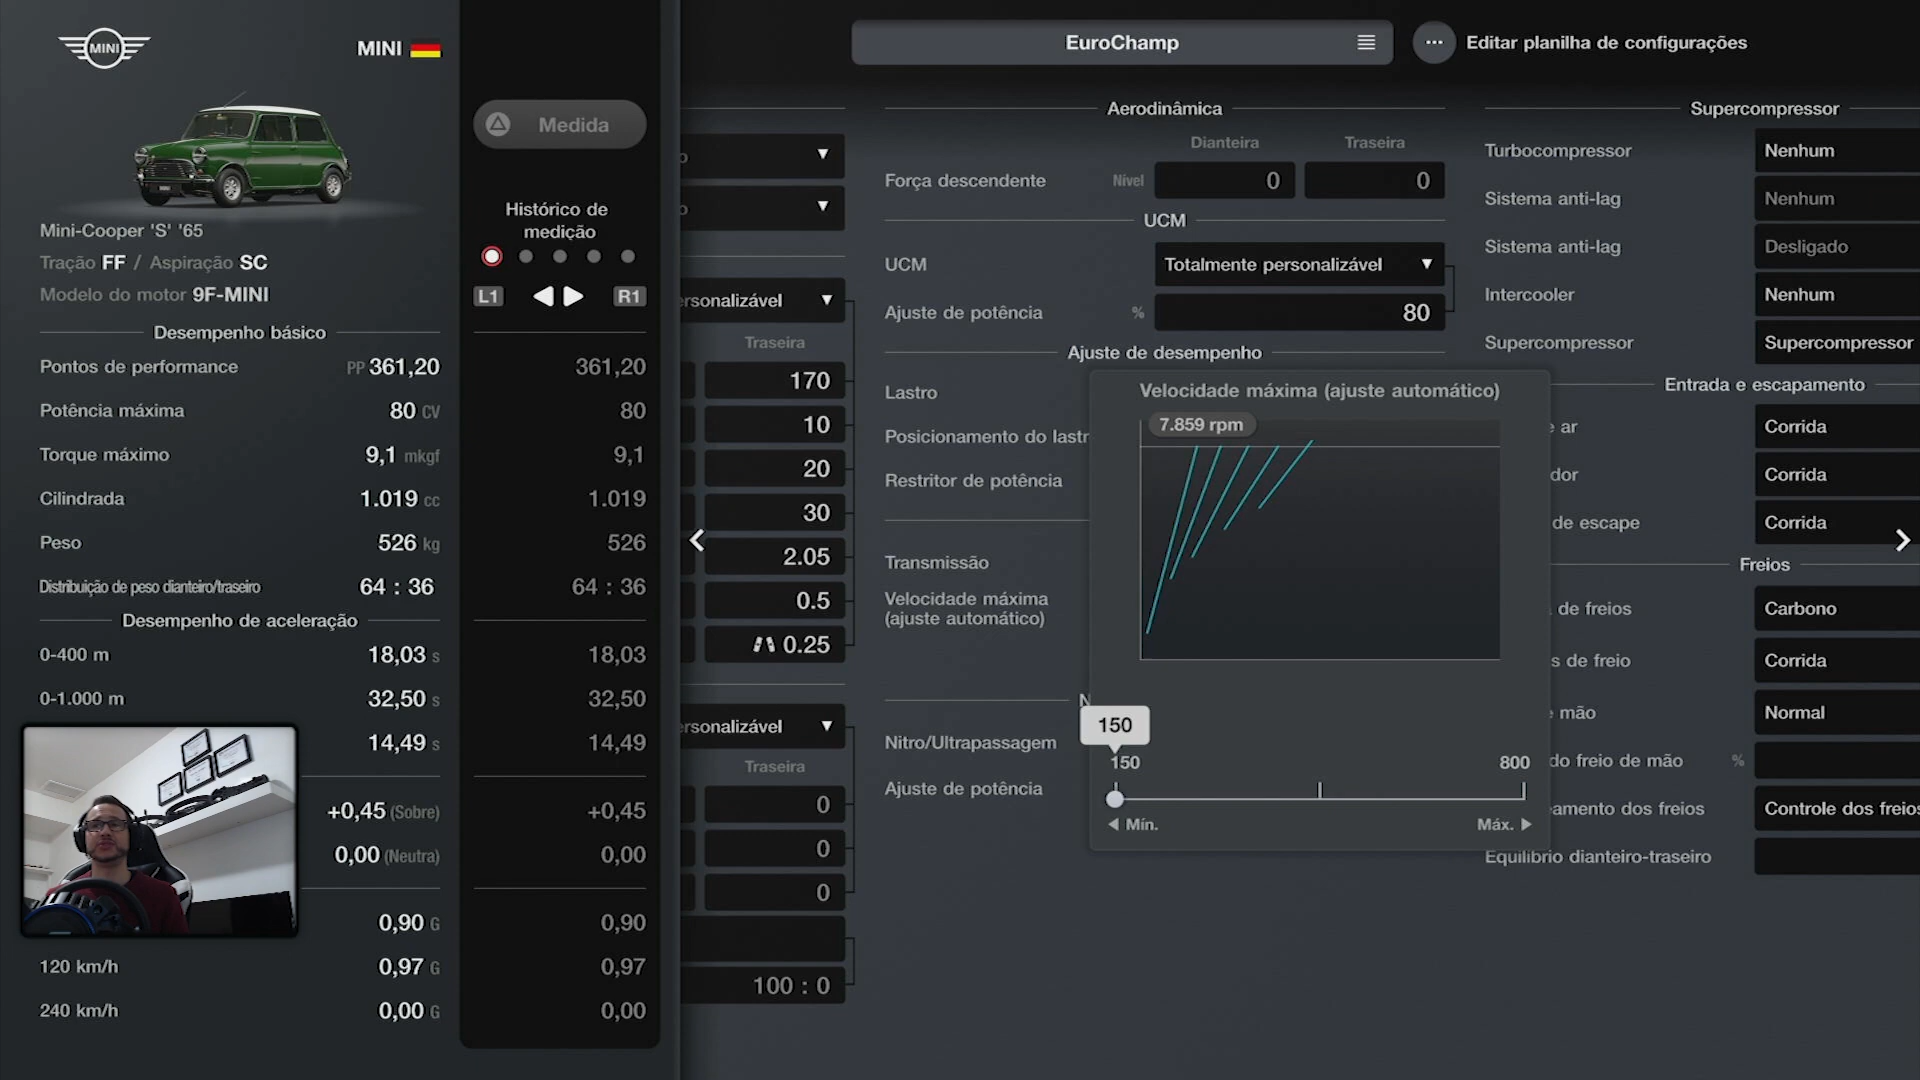 MINI
MINI
Mini-Cooper 'S' '65
Tração FF / Aspiração SC
Modelo do motor 9F-MINI
Desempenho básico
Pontos de performance PP 361,20
Potência máxima 80 CV
Torque máximo 9,1 mkgf
Cilindrada 1.019 cc
Peso 526 kg
Distribuição de peso dianteiro/traseiro 64 : 36
Desempenho de aceleração
0-400 m 18,03 s
0-1.000 m 32,50 s
14,49 s
+0,45 (Sobre)
0,00 (Neutra)
0,90 G
120 km/h 0,97 G
240 km/h 0,00 G
Medida
Histórico de
medição
L1 R1
361,20
80
9,1
1.019
526
64 : 36
18,03
32,50
14,49
+0,45
0,00
0,90
0,97
0,00
EuroChamp
Editar planilha de configurações
o
o
ersonalizável
Traseira
170
10
20
30
2.05
0.5
0.25
ersonalizável
Traseira
0
0
0
100 : 0
Aerodinâmica
Dianteira Traseira
Força descendente Nível 0 0
UCM
UCM Totalmente personalizável
Ajuste de potência % 80
Ajuste de desempenho
Lastro
Posicionamento do lastr
Restritor de potência
Transmissão
Velocidade máxima
(ajuste automático)
N
Nitro/Ultrapassagem
Ajuste de potência
Velocidade máxima (ajuste automático)
7.859 rpm
150
150 800
Mín. Máx.
Supercompressor
Turbocompressor Nenhum
Sistema anti-lag Nenhum
Sistema anti-lag Desligado
Intercooler Nenhum
Supercompressor Supercompressor
Entrada e escapamento
e ar Corrida
dor Corrida
de escape Corrida
Freios
de freios Carbono
s de freio Corrida
mão Normal
do freio de mão %
eamento dos freios Controle dos freios
Equilíbrio dianteiro-traseiro